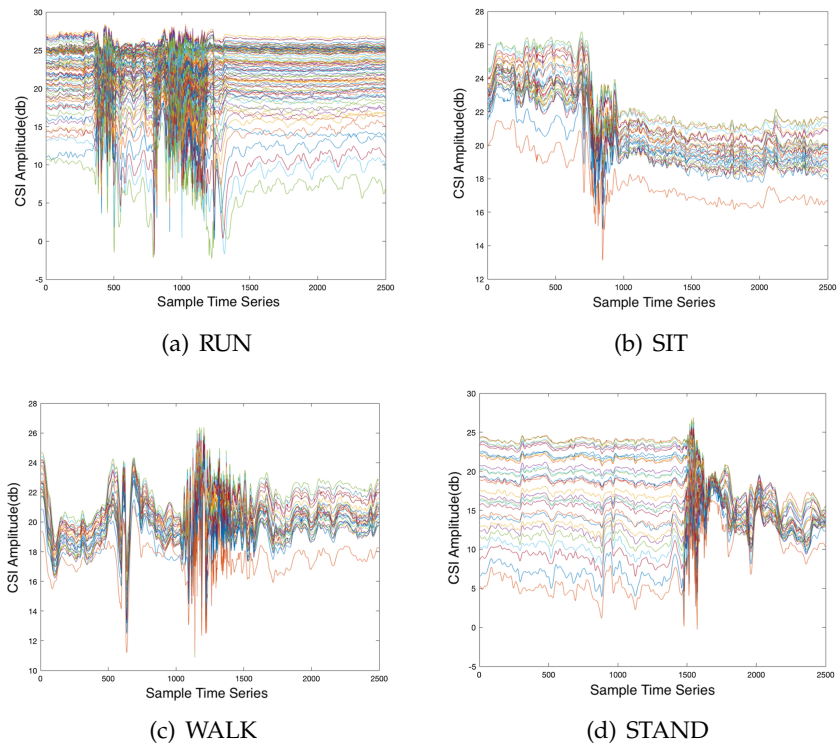 30
25
20
15
10
5
0
-5
CSI Amplitude(db)
0 500 1000 1500 2000 2500
Sample Time Series
(a) RUN
28
26
24
22
20
18
16
14
12
CSI Amplitude(db)
0 500 1000 1500 2000 2500
Sample Time Series
(b) SIT
28
26
24
22
20
18
16
14
12
10
CSI Amplitude(db)
0 500 1000 1500 2000 2500
Sample Time Series
(c) WALK
35
30
25
20
15
10
5
0
-5
CSI Amplitude(db)
0 500 1000 1500 2000 2500
Sample Time Series
(d) STAND